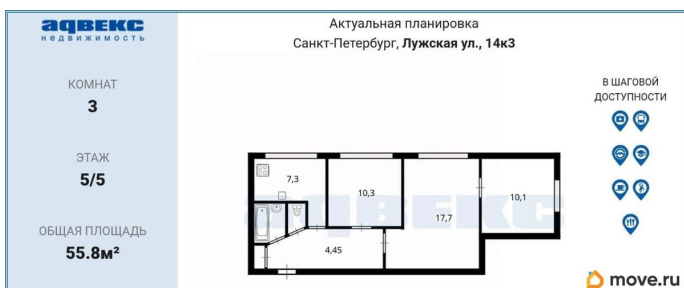 адвекс
недвижимость
КОМНАТ
3
ЭТАЖ
5/5
ОБЩАЯ ПЛОЩАДЬ
55.8м²
Актуальная планировка
Санкт-Петербург, Лужская ул., 14к3
7,3
10,3
17,7
10,1
4,45
адвекс
В ШАГОВОЙ
ДОСТУПНОСТИ
move.ru